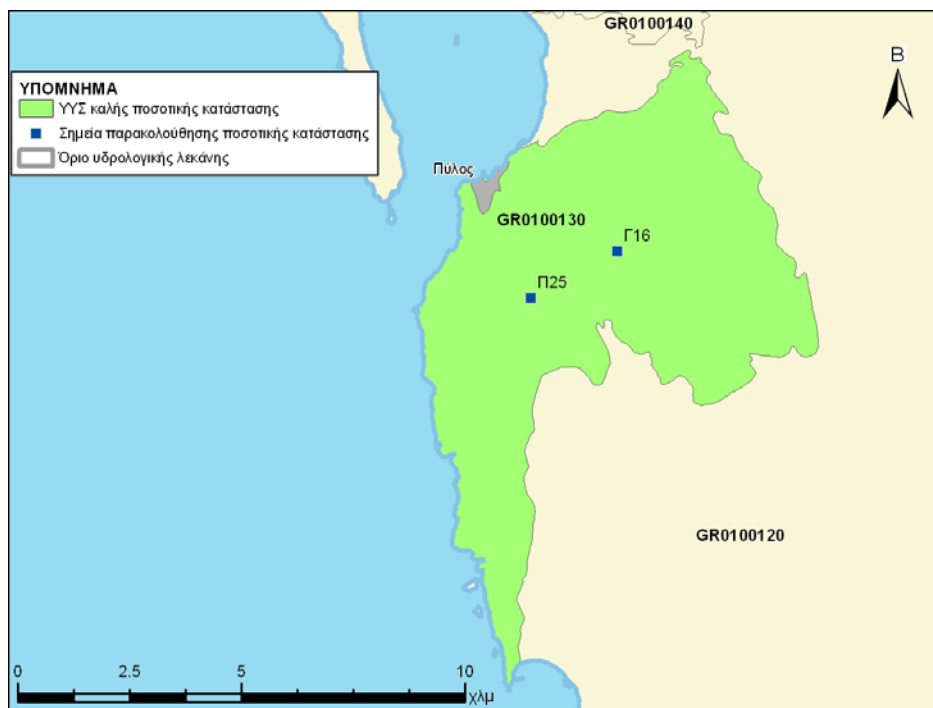 GR0100140
Β
ΥΠΟΜΝΗΜΑ
ΥΥΣ καλής ποσοτικής κατάστασης
Σημεία παρακολούθησης ποσοτικής κατάστασης
Όριο υδρολογικής λεκάνης
Πύλος
GR0100130
Γ16
Π25
GR0100120
0 2.5 5 10
χλμ